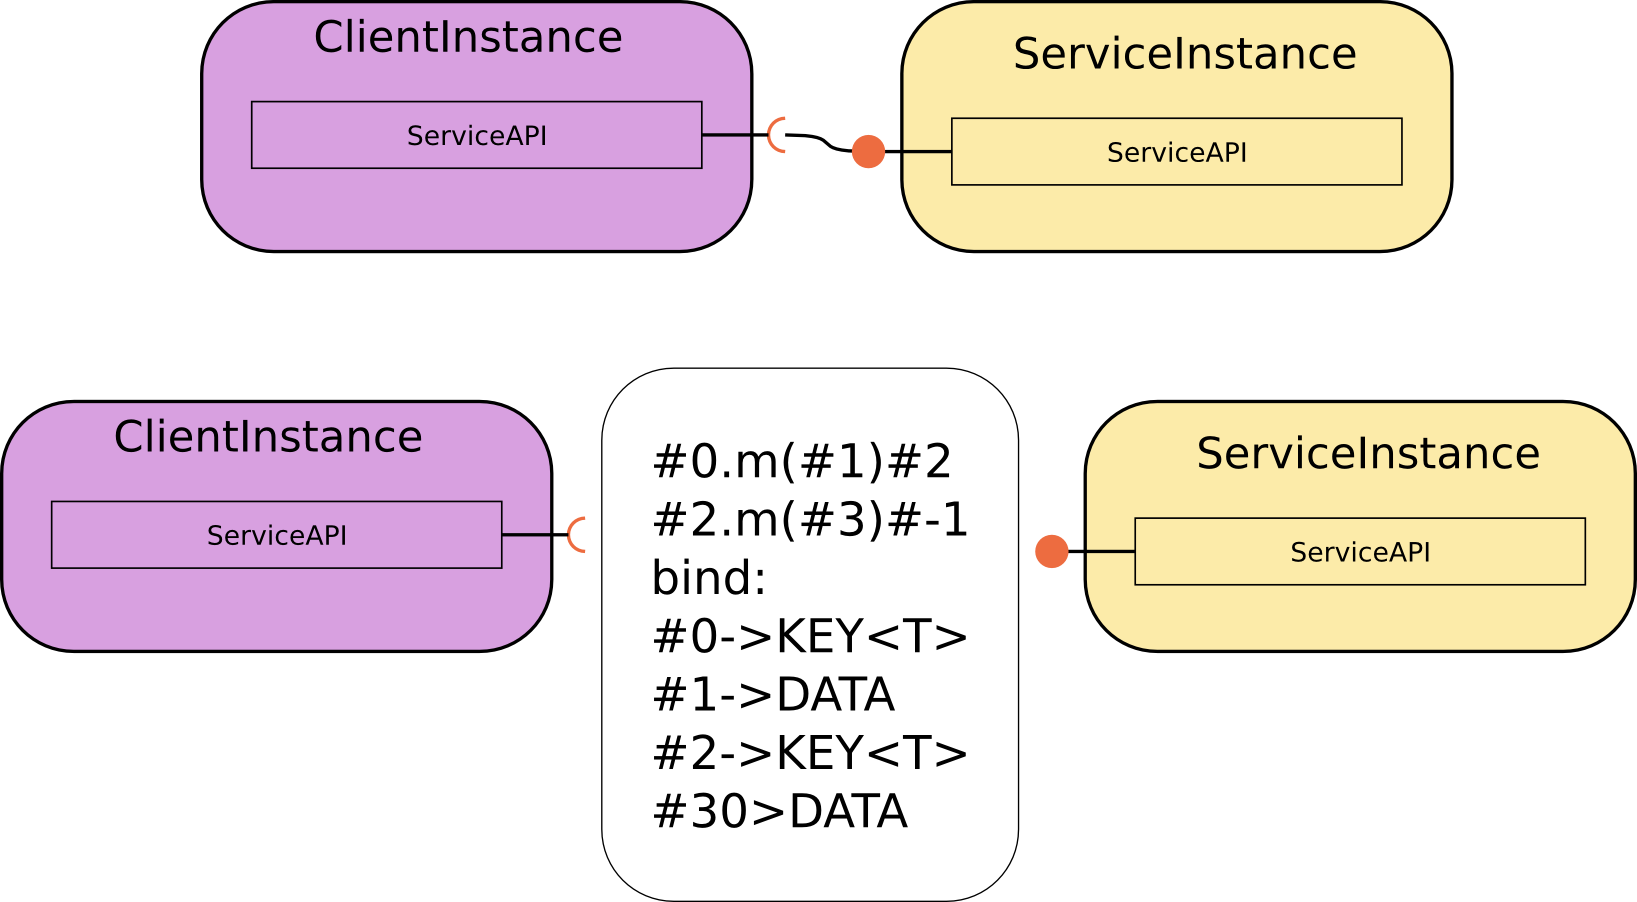 ClientInstance
ServiceInstance
ServiceAPI
ServiceAPI
ClientInstance
ServiceInstance
ServiceAPI
ServiceAPI
#0.m(#1)#2
#2.m(#3)#-1
bind:
#0->KEY<T>
#1->DATA
#2->KEY<T>
#30>DATA